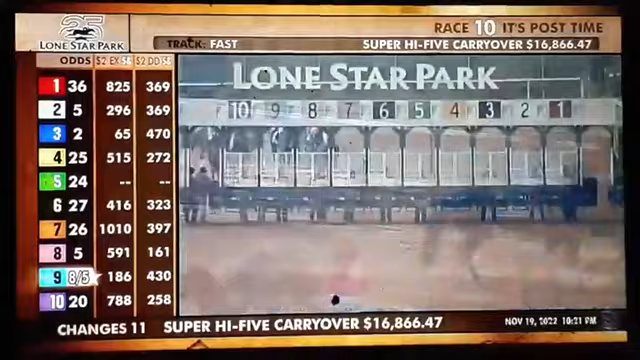 25
LONE STAR PARK
RACE 10 IT'S POST TIME
TRACK: FAST
SUPER HI-FIVE CARRYOVER $16,866.47
ODDS $2 EX 5& $2 DD 5&
1 36 825 369
2 5 296 369
3 2 65 470
4 25 515 272
5 24 -- --
6 27 416 323
7 26 1010 397
8 5 591 161
9 8/5 186 430
10 20 788 258
LONE STAR PARK
10 9 8 7 6 5 4 3 2 1
CHANGES 11 SUPER HI-FIVE CARRYOVER $16,866.47
NOV 19, 2022 10:21 PM